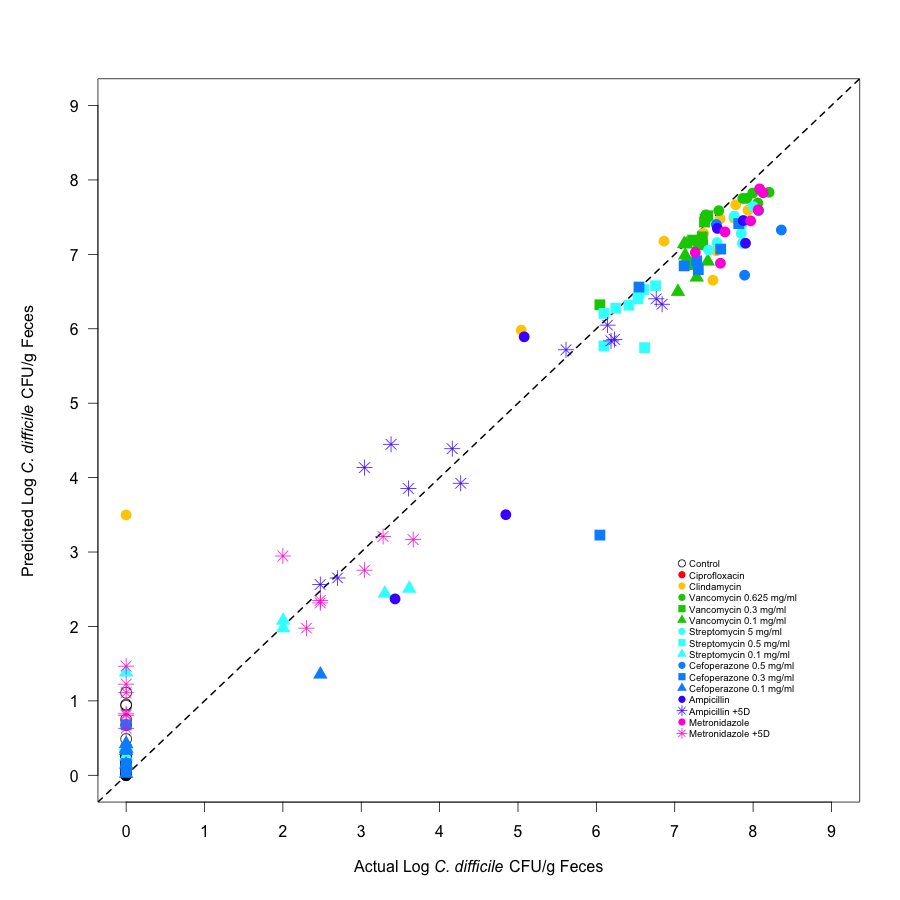 9
8
7
6
5
4
3
2
1
0
Predicted Log C. difficile CFU/g Feces
Control
Ciprofloxacin
Clindamycin
Vancomycin 0.625 mg/ml
Vancomycin 0.3 mg/ml
Vancomycin 0.1 mg/ml
Streptomycin 5 mg/ml
Streptomycin 0.5 mg/ml
Streptomycin 0.1 mg/ml
Cefoperazone 0.5 mg/ml
Cefoperazone 0.3 mg/ml
Cefoperazone 0.1 mg/ml
Ampicillin
Ampicillin +5D
Metronidazole
Metronidazole +5D
0 1 2 3 4 5 6 7 8 9
Actual Log C. difficile CFU/g Feces